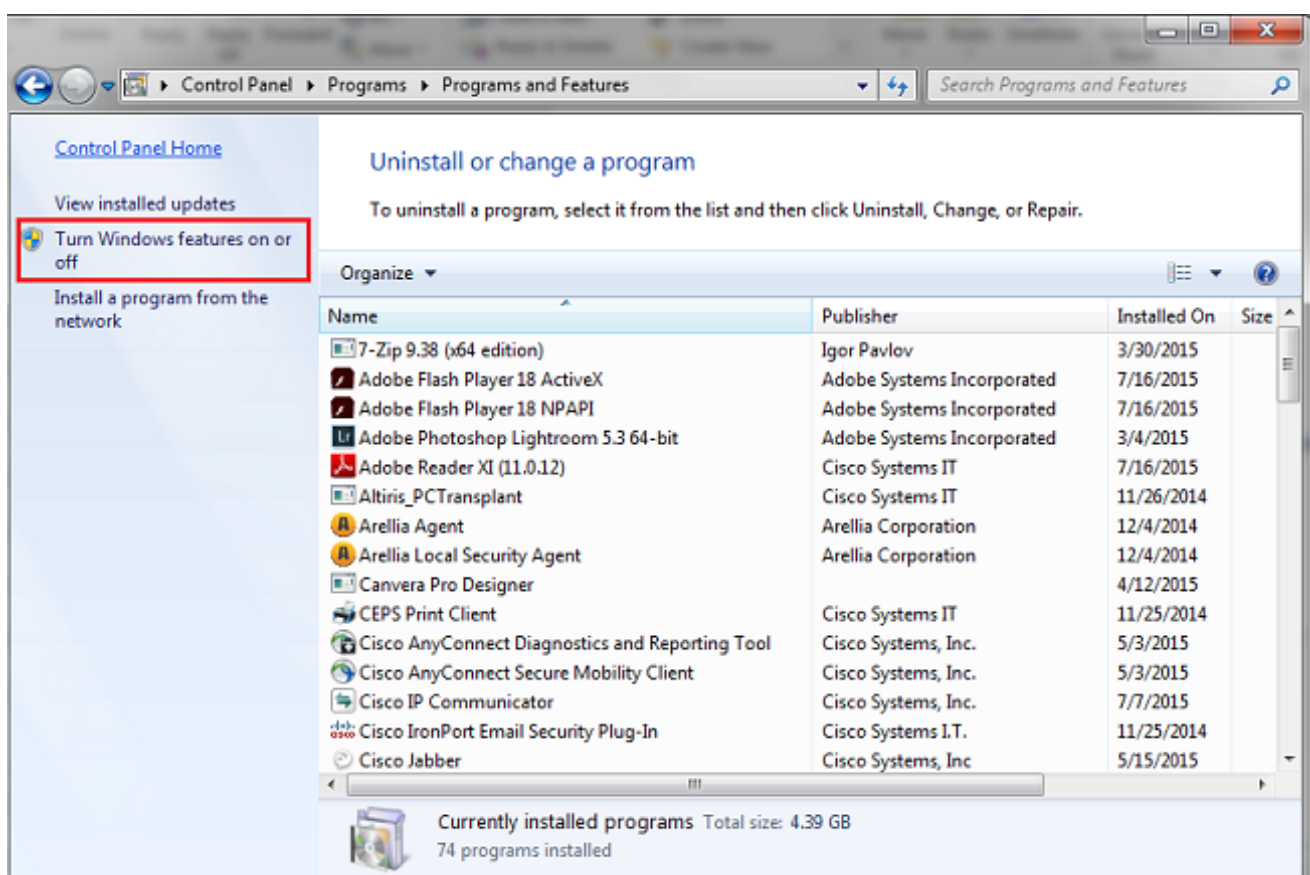 Control Panel ▸ Programs ▸ Programs and Features
Search Programs and Features
Control Panel Home
View installed updates
Turn Windows features on or
off
Install a program from the
network
Uninstall or change a program
To uninstall a program, select it from the list and then click Uninstall, Change, or Repair.
Organize
Name Publisher Installed On Size
7-Zip 9.38 (x64 edition) Igor Pavlov 3/30/2015
Adobe Flash Player 18 ActiveX Adobe Systems Incorporated 7/16/2015
Adobe Flash Player 18 NPAPI Adobe Systems Incorporated 7/16/2015
Lr Adobe Photoshop Lightroom 5.3 64-bit Adobe Systems Incorporated 3/4/2015
Adobe Reader XI (11.0.12) Cisco Systems IT 7/16/2015
Altiris_PCTransplant Cisco Systems IT 11/26/2014
Arellia Agent Arellia Corporation 12/4/2014
Arellia Local Security Agent Arellia Corporation 12/4/2014
Canvera Pro Designer 4/12/2015
CEPS Print Client Cisco Systems IT 11/25/2014
Cisco AnyConnect Diagnostics and Reporting Tool Cisco Systems, Inc. 5/3/2015
Cisco AnyConnect Secure Mobility Client Cisco Systems, Inc. 5/3/2015
Cisco IP Communicator Cisco Systems, Inc. 7/7/2015
Cisco IronPort Email Security Plug-In Cisco Systems I.T. 11/25/2014
Cisco Jabber Cisco Systems, Inc 5/15/2015
Currently installed programs Total size: 4.39 GB
74 programs installed